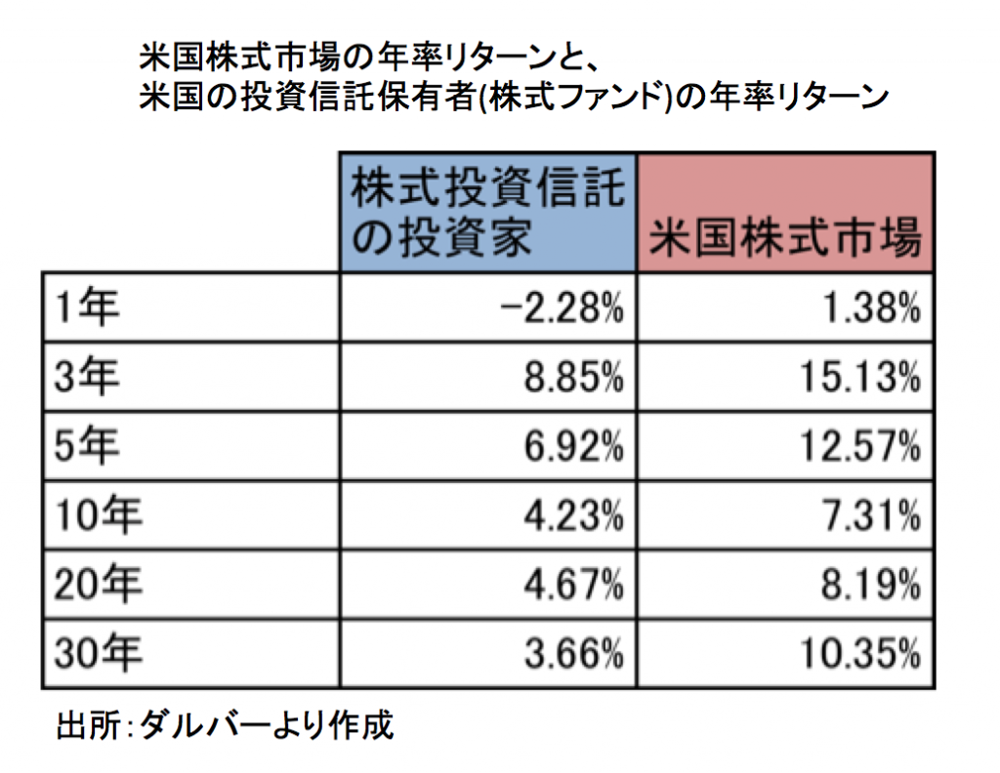 米国株式市場の年率リターンと、
米国の投資信託保有者(株式ファンド)の年率リターン
株式投資信託
の投資家 米国株式市場
1年 -2.28% 1.38%
3年 8.85% 15.13%
5年 6.92% 12.57%
10年 4.23% 7.31%
20年 4.67% 8.19%
30年 3.66% 10.35%
出所:ダルバーより作成